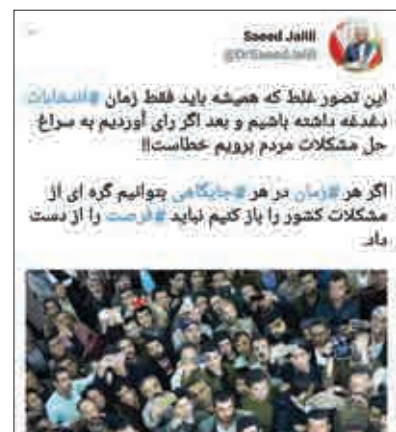 Saeed Jalili
@DrSaeedJalili
این تصور غلط که همیشه باید فقط زمان #انتخابات
دغدغه داشته باشیم و بعد اگر رای آوردیم به سراغ
حل مشکلات مردم برویم خطاست!!
اگر هر #زمان در هر #جایگاهی بتوانیم گره ای از
مشکلات کشور را باز کنیم نباید #فرصت را از دست
داد.